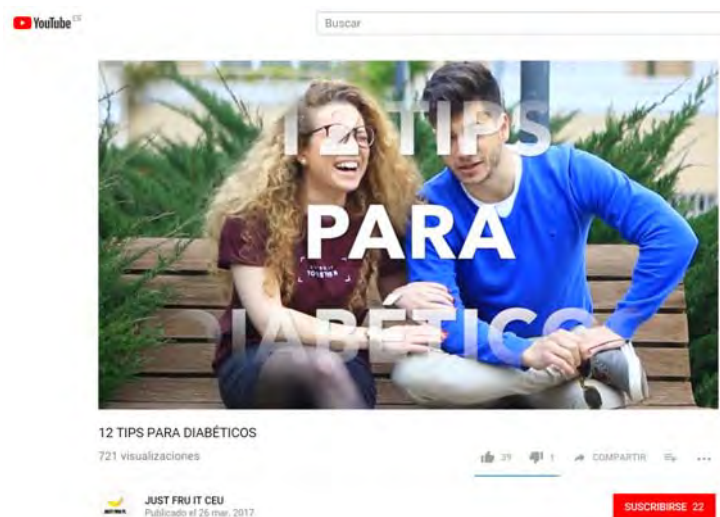 YouTube ES
Buscar
12 TIPS
PARA
DIABÉTICOS
12 TIPS PARA DIABÉTICOS
721 visualizaciones
39 1 COMPARTIR
JUST FRU IT CEU
Publicado el 26 mar. 2017
SUSCRIBIRSE 22